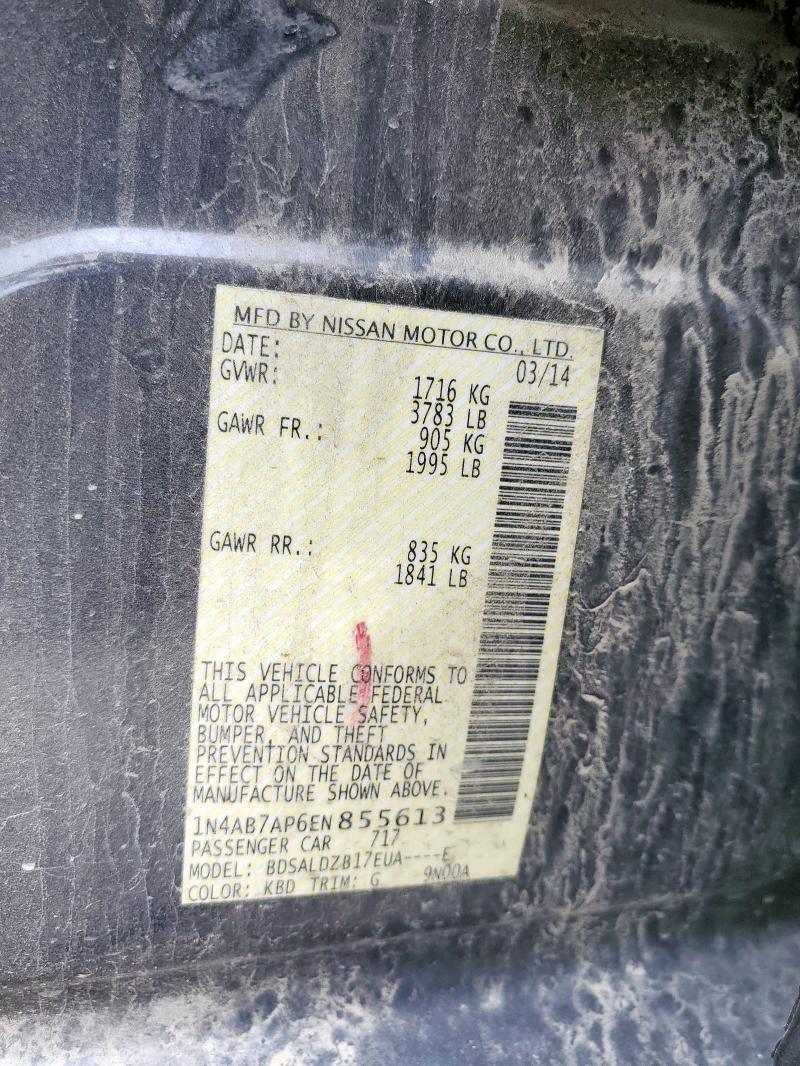 MFD BY NISSAN MOTOR CO., LTD.
DATE: 03/14
GVWR: 1716 KG
3783 LB
GAWR FR.: 905 KG
1995 LB
GAWR RR.: 835 KG
1841 LB
THIS VEHICLE CONFORMS TO
ALL APPLICABLE FEDERAL
MOTOR VEHICLE SAFETY,
BUMPER, AND THEFT
PREVENTION STANDARDS IN
EFFECT ON THE DATE OF
MANUFACTURE SHOWN ABOVE.
1N4AB7AP6EN855613
PASSENGER CAR 717
MODEL: BDSALDZB17EUA----E
COLOR: KBD TRIM: G 9N00A